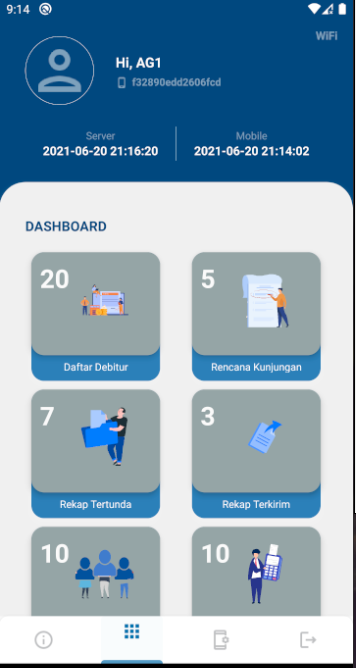 9:14
WiFi
Hi, AG1
f32890edd2606fcd
Server Mobile
2021-06-20 21:16:20 2021-06-20 21:14:02
DASHBOARD
20 5
Daftar Debitur Rencana Kunjungan
7 3
Rekap Tertunda Rekap Terkirim
10 10